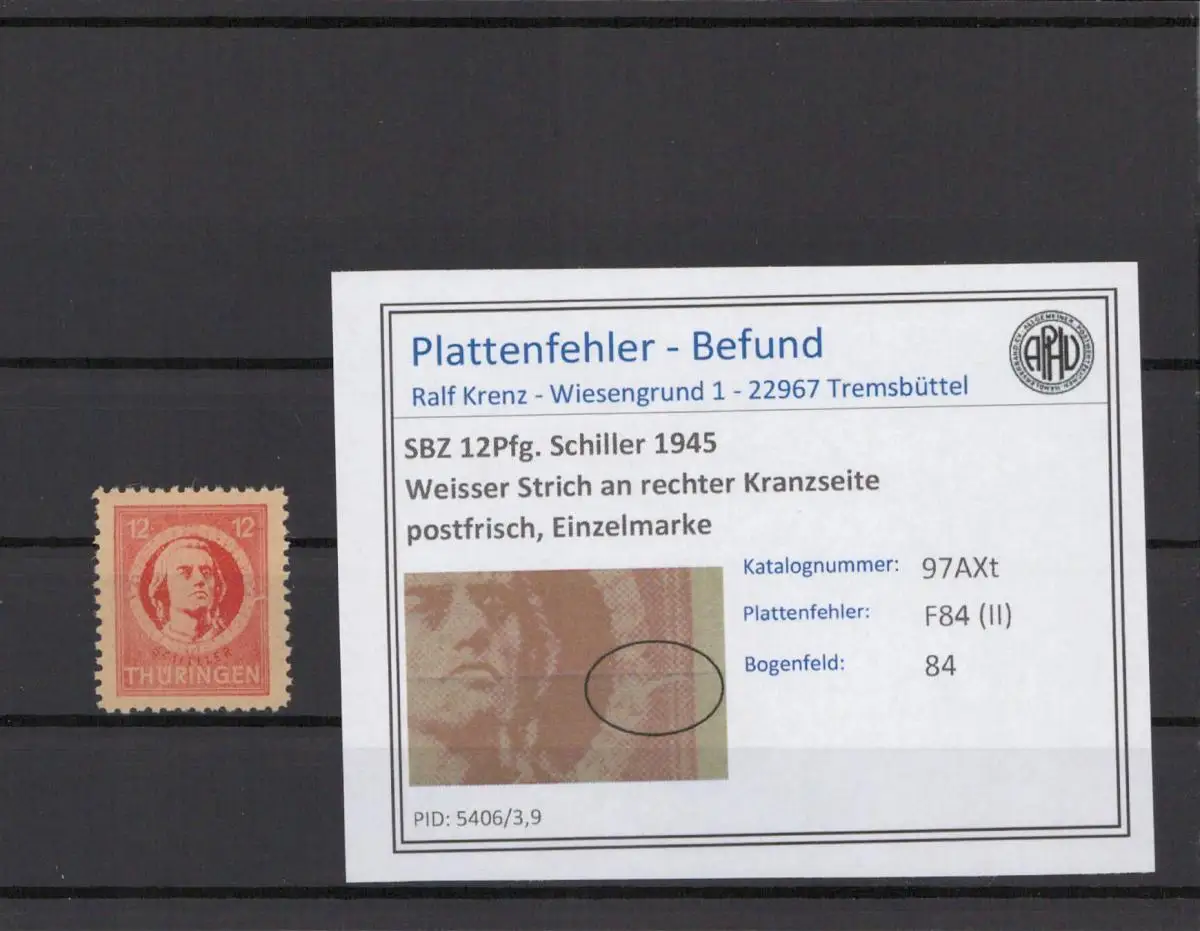 12 12
SCHILLER
THÜRINGEN
Plattenfehler - Befund
Ralf Krenz - Wiesengrund 1 - 22967 Tremsbüttel
APHV
SBZ 12Pfg. Schiller 1945
Weisser Strich an rechter Kranzseite
postfrisch, Einzelmarke
Katalognummer: 97AXt
Plattenfehler: F84 (II)
Bogenfeld: 84
PID: 5406/3,9